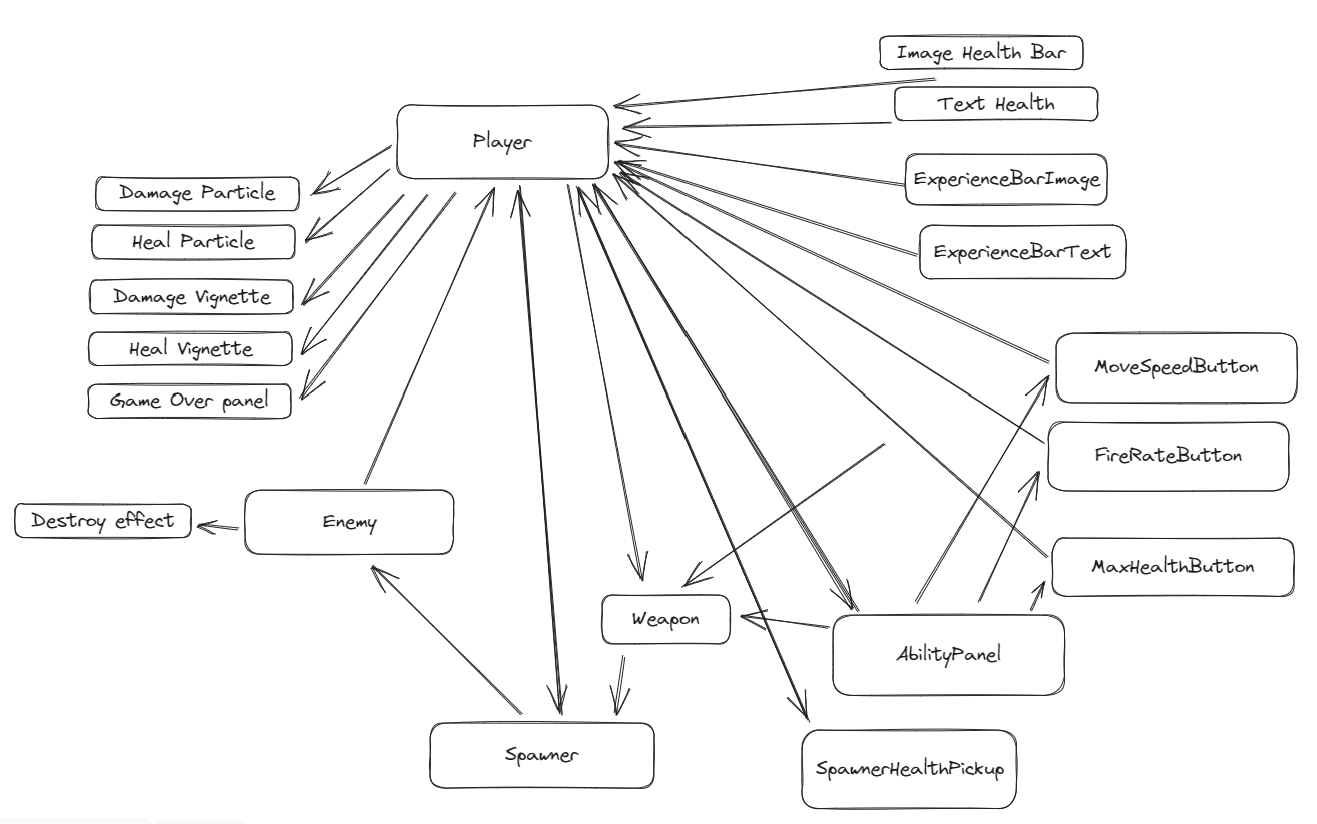 Image Health Bar
Text Health
Player
ExperienceBarImage
Damage Particle
Heal Particle
ExperienceBarText
Damage Vignette
Heal Vignette
MoveSpeedButton
Game Over panel
FireRateButton
Destroy effect
Enemy
MaxHealthButton
Weapon
AbilityPanel
Spawner
SpawnerHealthPickup